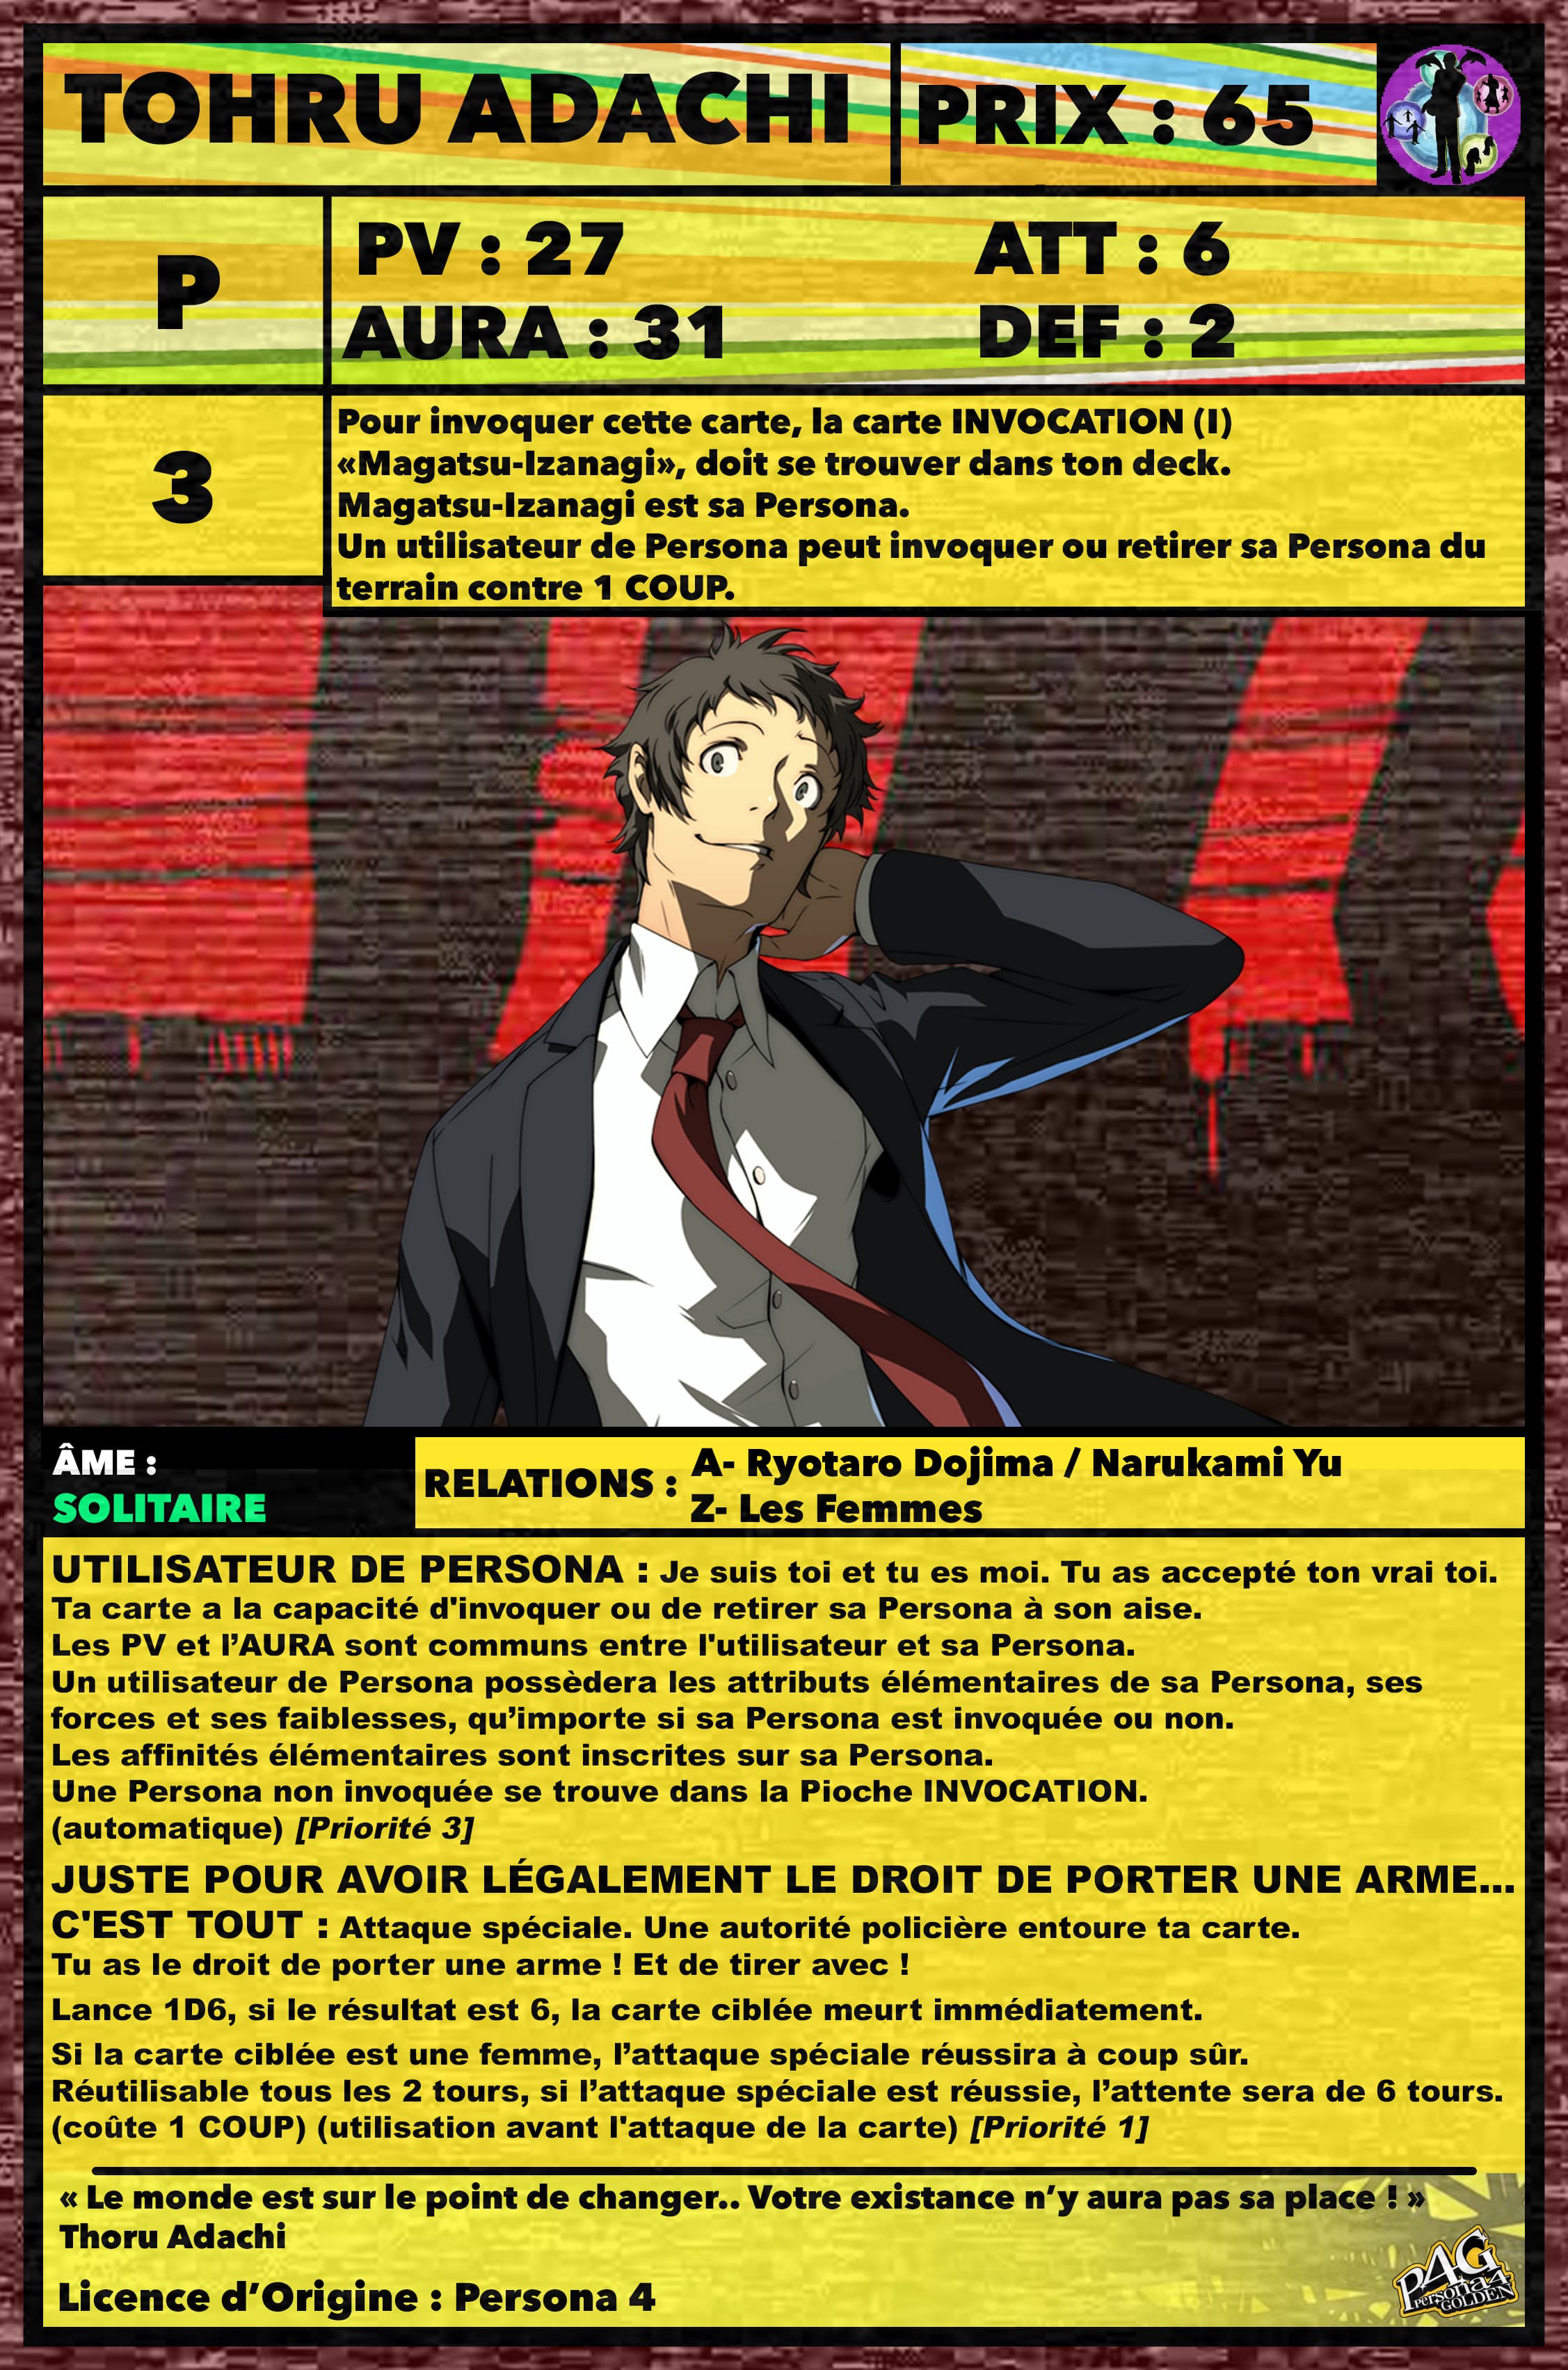 TOHRU ADACHI
PRIX : 65
P
PV : 27
ATT : 6
AURA : 31
DEF : 2
3
Pour invoquer cette carte, la carte INVOCATION (I)
«Magatsu-Izanagi», doit se trouver dans ton deck.
Magatsu-Izanagi est sa Persona.
Un utilisateur de Persona peut invoquer ou retirer sa Persona du
terrain contre 1 COUP.
ÂME :
SOLITAIRE
RELATIONS :
A- Ryotaro Dojima / Narukami Yu
Z- Les Femmes
UTILISATEUR DE PERSONA : Je suis toi et tu es moi. Tu as accepté ton vrai toi.
Ta carte a la capacité d'invoquer ou de retirer sa Persona à son aise.
Les PV et l’AURA sont communs entre l'utilisateur et sa Persona.
Un utilisateur de Persona possèdera les attributs élémentaires de sa Persona, ses
forces et ses faiblesses, qu’importe si sa Persona est invoquée ou non.
Les affinités élémentaires sont inscrites sur sa Persona.
Une Persona non invoquée se trouve dans la Pioche INVOCATION.
(automatique) [Priorité 3]
JUSTE POUR AVOIR LÉGALEMENT LE DROIT DE PORTER UNE ARME...
C'EST TOUT : Attaque spéciale. Une autorité policière entoure ta carte.
Tu as le droit de porter une arme ! Et de tirer avec !
Lance 1D6, si le résultat est 6, la carte ciblée meurt immédiatement.
Si la carte ciblée est une femme, l’attaque spéciale réussira à coup sûr.
Réutilisable tous les 2 tours, si l’attaque spéciale est réussie, l’attente sera de 6 tours.
(coûte 1 COUP) (utilisation avant l'attaque de la carte) [Priorité 1]
« Le monde est sur le point de changer.. Votre existance n’y aura pas sa place ! »
Thoru Adachi
Licence d’Origine : Persona 4
P4G
Persona4
GOLDEN